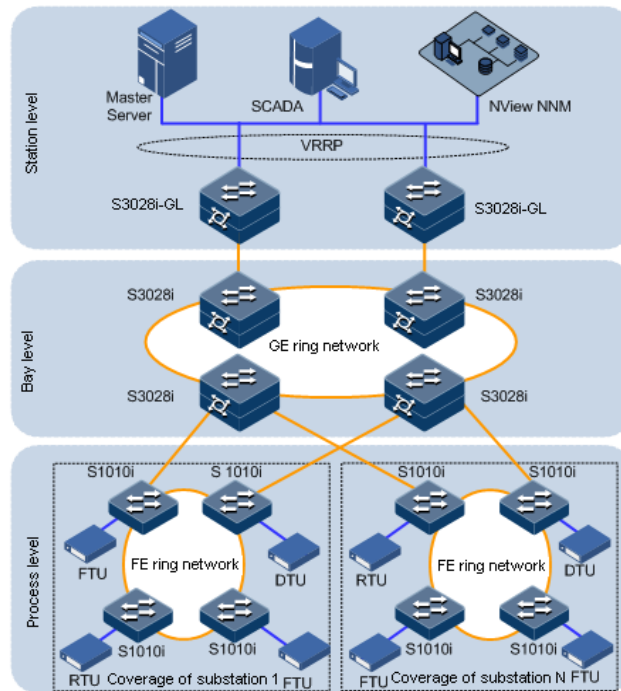 Station level
Master
Server
SCADA
NView NNM
VRRP
S3028i-GL
S3028i-GL
Bay level
S3028i
S3028i
GE ring network
S3028i
S3028i
Process level
S1010i
S 1010i
S1010i
S1010i
FTU
FE ring network
DTU
RTU
FE ring network
DTU
S1010i
S1010i
S1010i
S1010i
RTU
Coverage of substation 1
FTU
FTU
Coverage of substation N
FTU